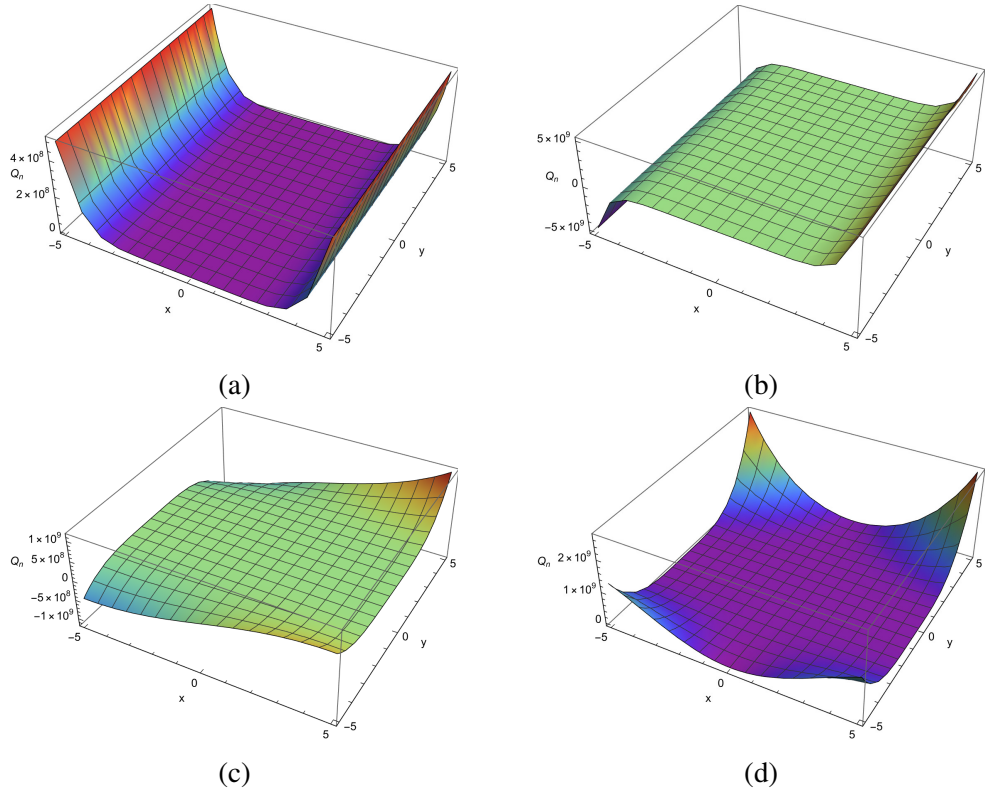 4 × 10⁸
Qₙ
2 × 10⁸
0
−5
0
x
5
−5
0
y
5
(a)
5 × 10⁹
Qₙ
0
−5 × 10⁹
−5
0
x
5
−5
0
y
5
(b)
1 × 10⁹
5 × 10⁸
Qₙ
0
−5 × 10⁸
−1 × 10⁹
−5
0
x
5
−5
0
y
5
(c)
2 × 10⁹
Qₙ
1 × 10⁹
0
−5
0
x
5
−5
0
y
5
(d)